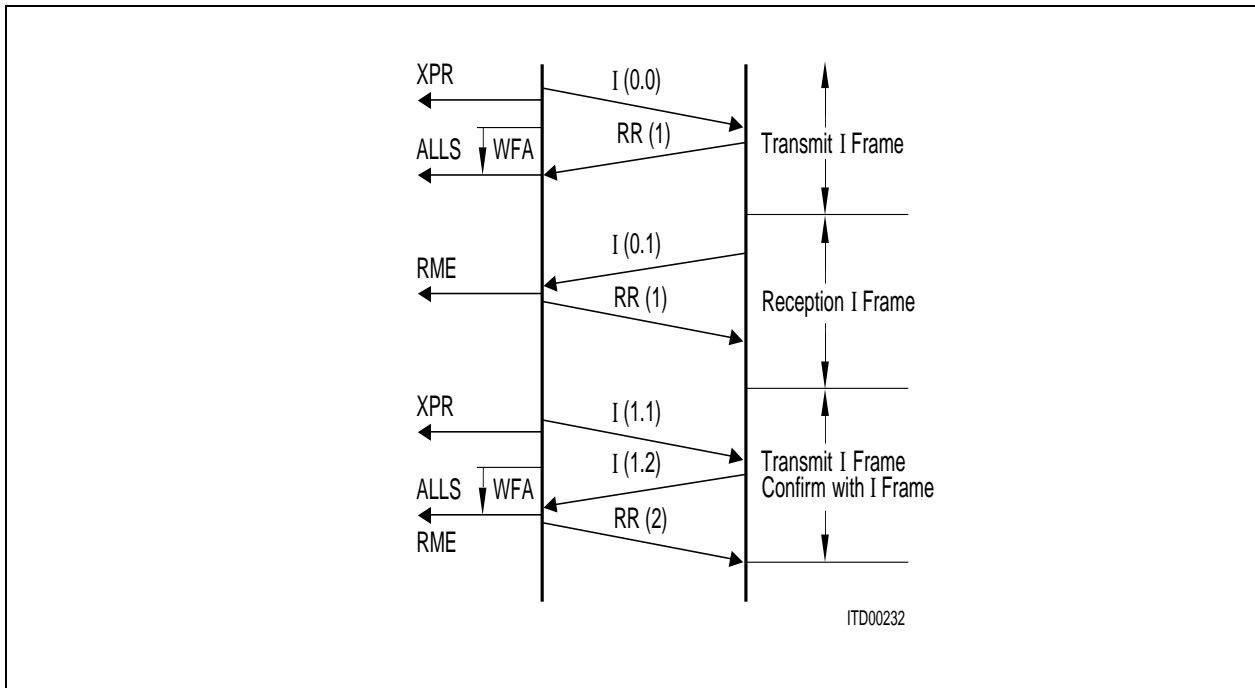 XPR
I (0.0)
RR (1)
ALLS
WFA
Transmit I Frame
I (0.1)
RME
RR (1)
Reception I Frame
XPR
I (1.1)
I (1.2)
Transmit I Frame
Confirm with I Frame
ALLS
WFA
RR (2)
RME
ITD00232